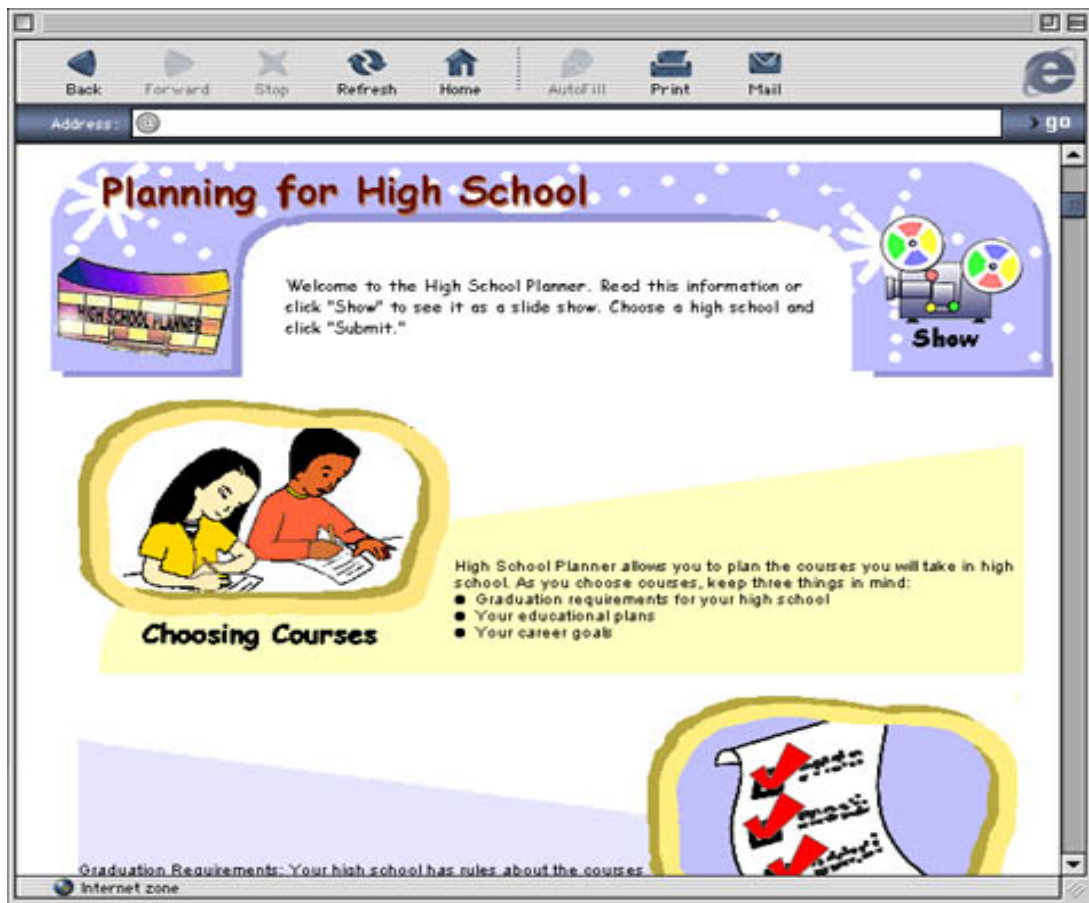 Back Forward Stop Refresh Home AutoFill Print Mail
Address: @ go
Planning for High School
HIGH SCHOOL PLANNER
Welcome to the High School Planner. Read this information or
click "Show" to see it as a slide show. Choose a high school and
click "Submit."
Show
Choosing Courses
High School Planner allows you to plan the courses you will take in high
school. As you choose courses, keep three things in mind:
● Graduation requirements for your high school
● Your educational plans
● Your career goals
Graduation Requirements: Your high school has rules about the courses
Internet zone